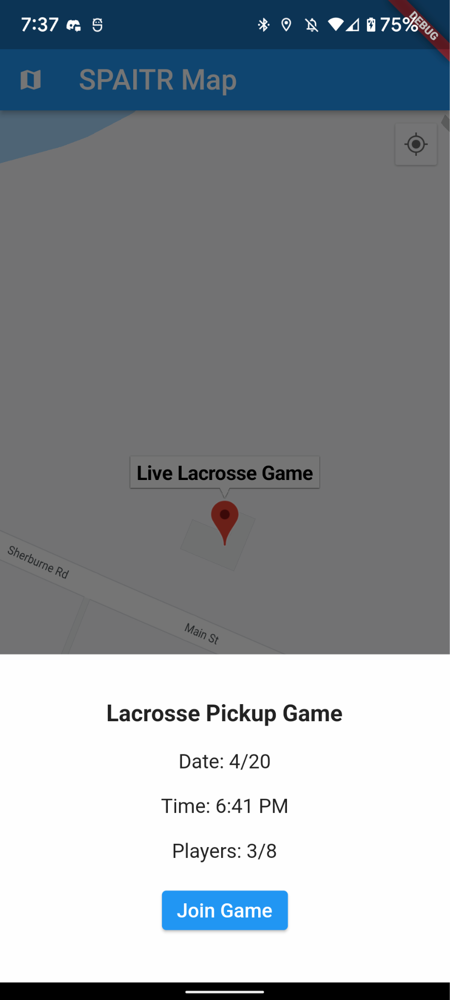 7:37 75%
DEBUG
SPAITR Map
Live Lacrosse Game
Sherburne Rd
Main St
Lacrosse Pickup Game
Date: 4/20
Time: 6:41 PM
Players: 3/8
Join Game